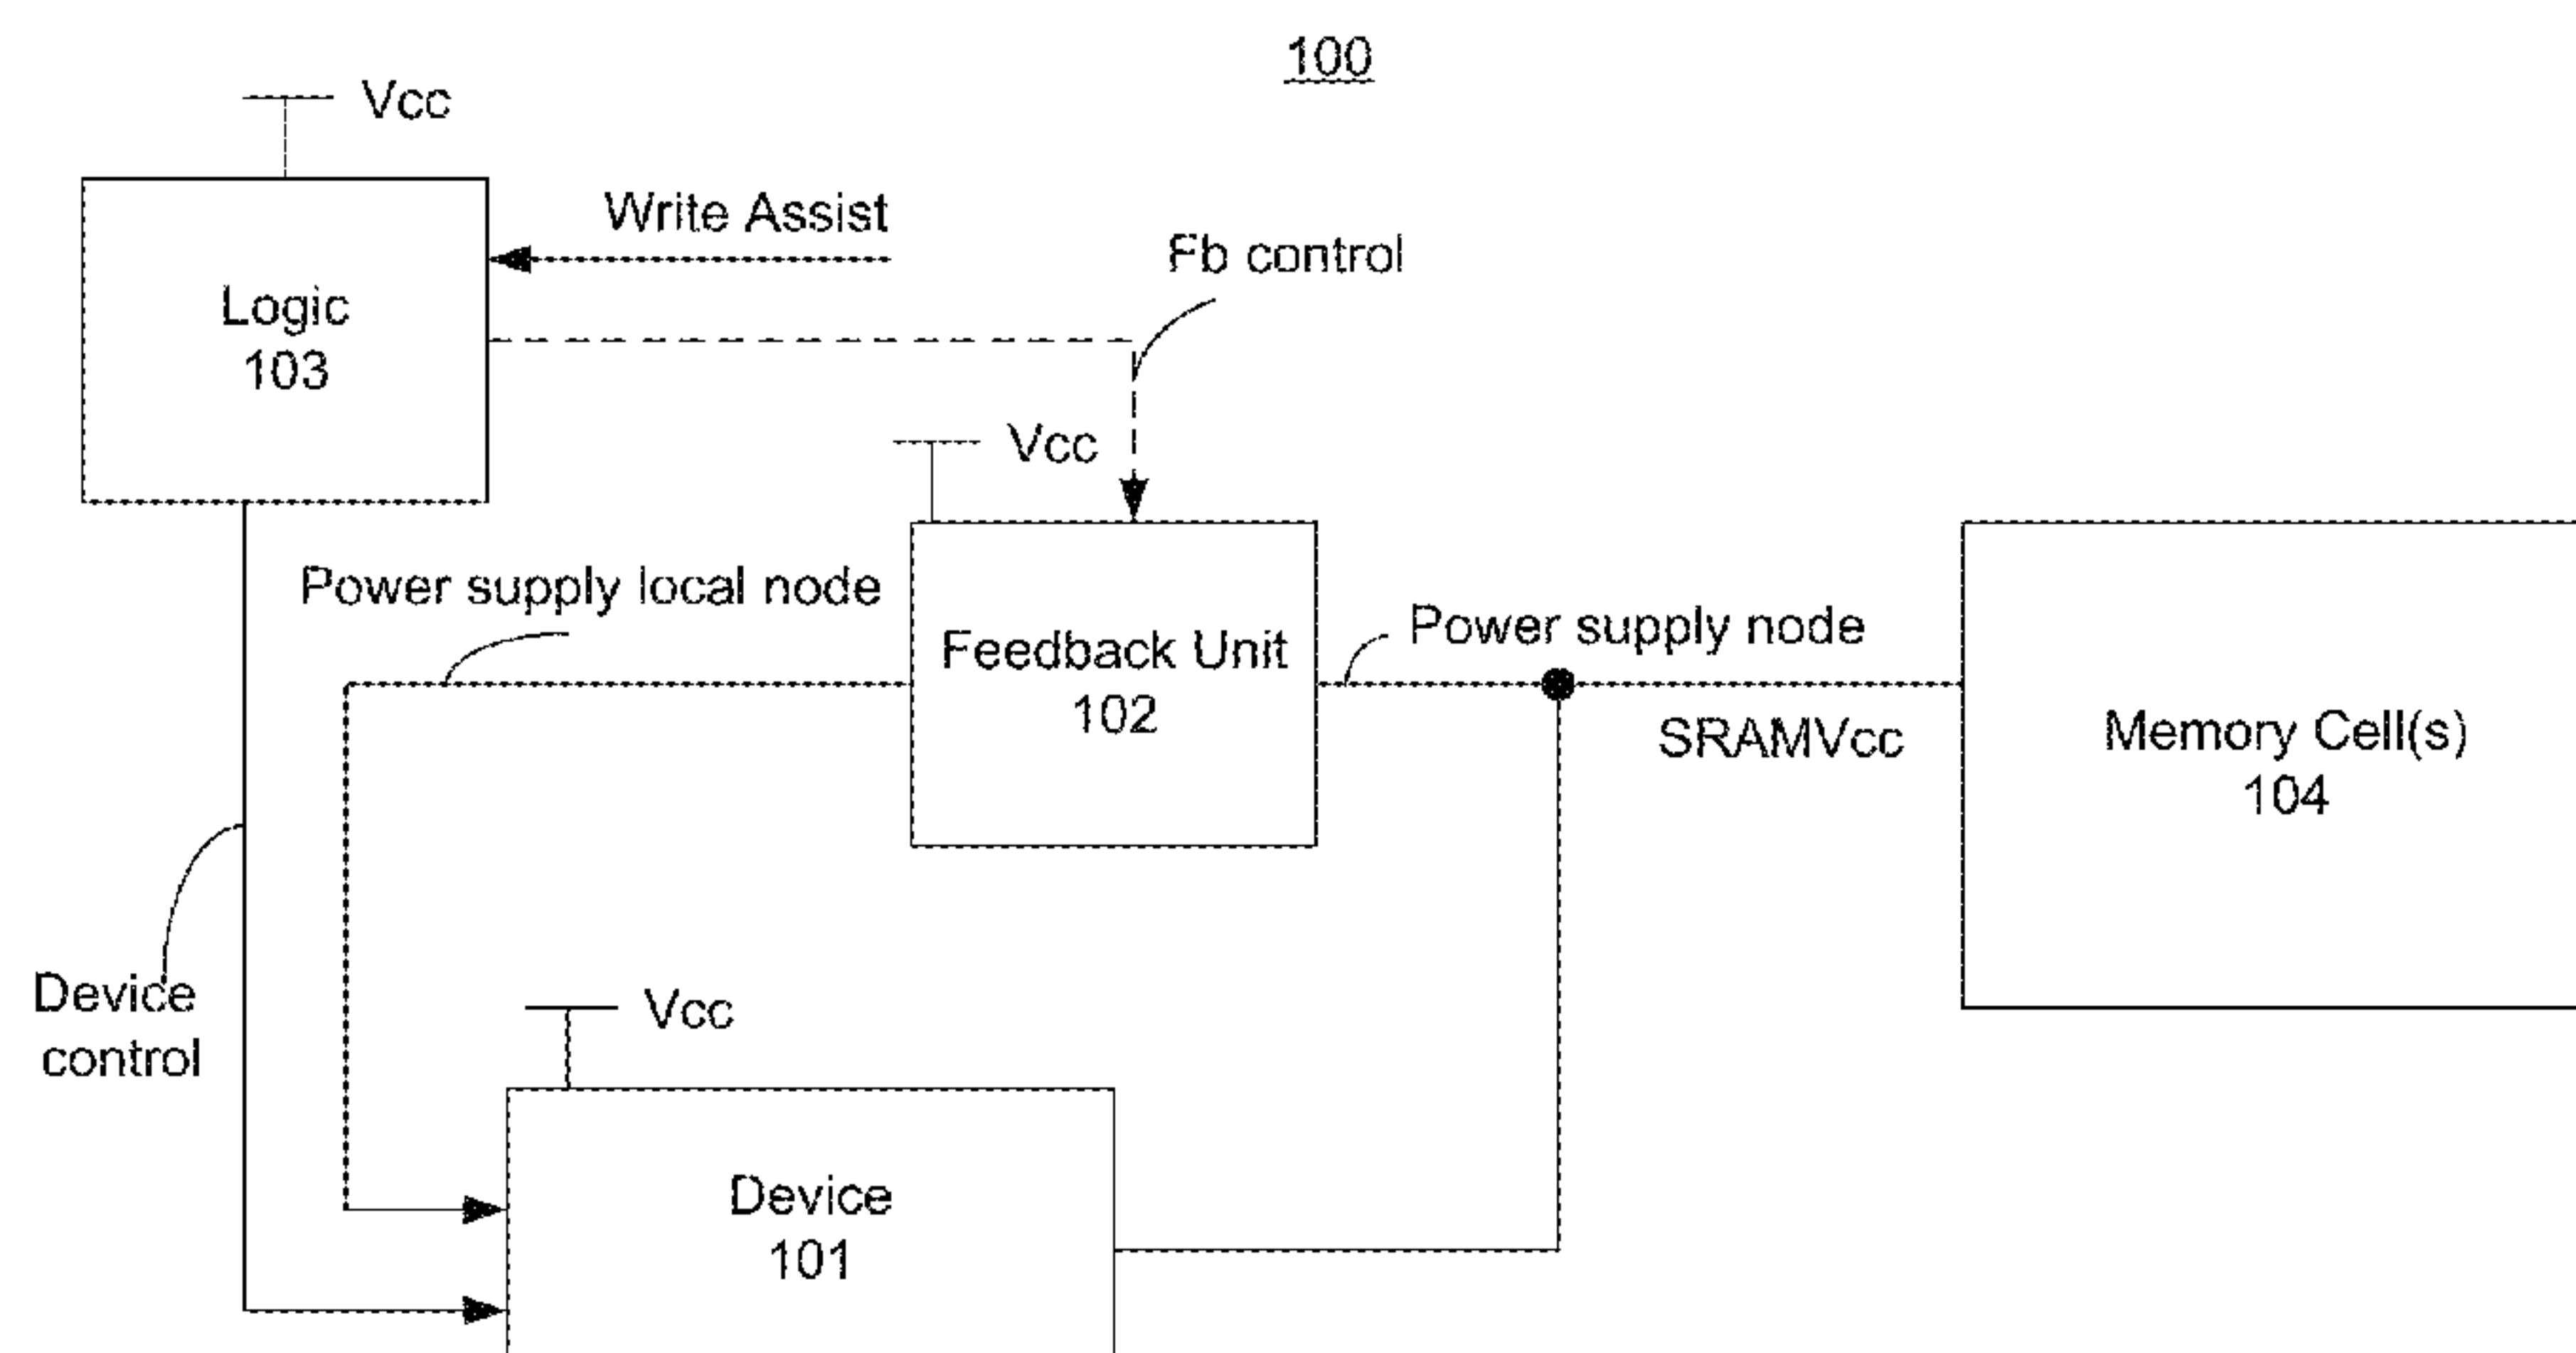 100
Vcc
Write Assist
Fb control
Logic
103
Vcc
Power supply local node
Feedback Unit
102
Power supply node
SRAMVcc
Memory Cell(s)
104
Device
control
Vcc
Device
101